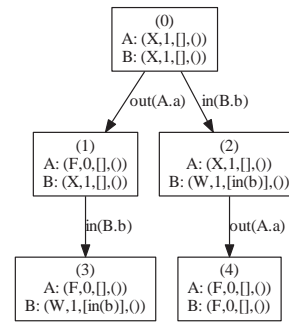 (0)
A: (X,1,[],())
B: (X,1,[],())
out(A.a)
in(B.b)
(1)
A: (F,0,[],())
B: (X,1,[],())
(2)
A: (X,1,[],())
B: (W,1,[in(b)],())
in(B.b)
out(A.a)
(3)
A: (F,0,[],())
B: (W,1,[in(b)],())
(4)
A: (F,0,[],())
B: (F,0,[],())